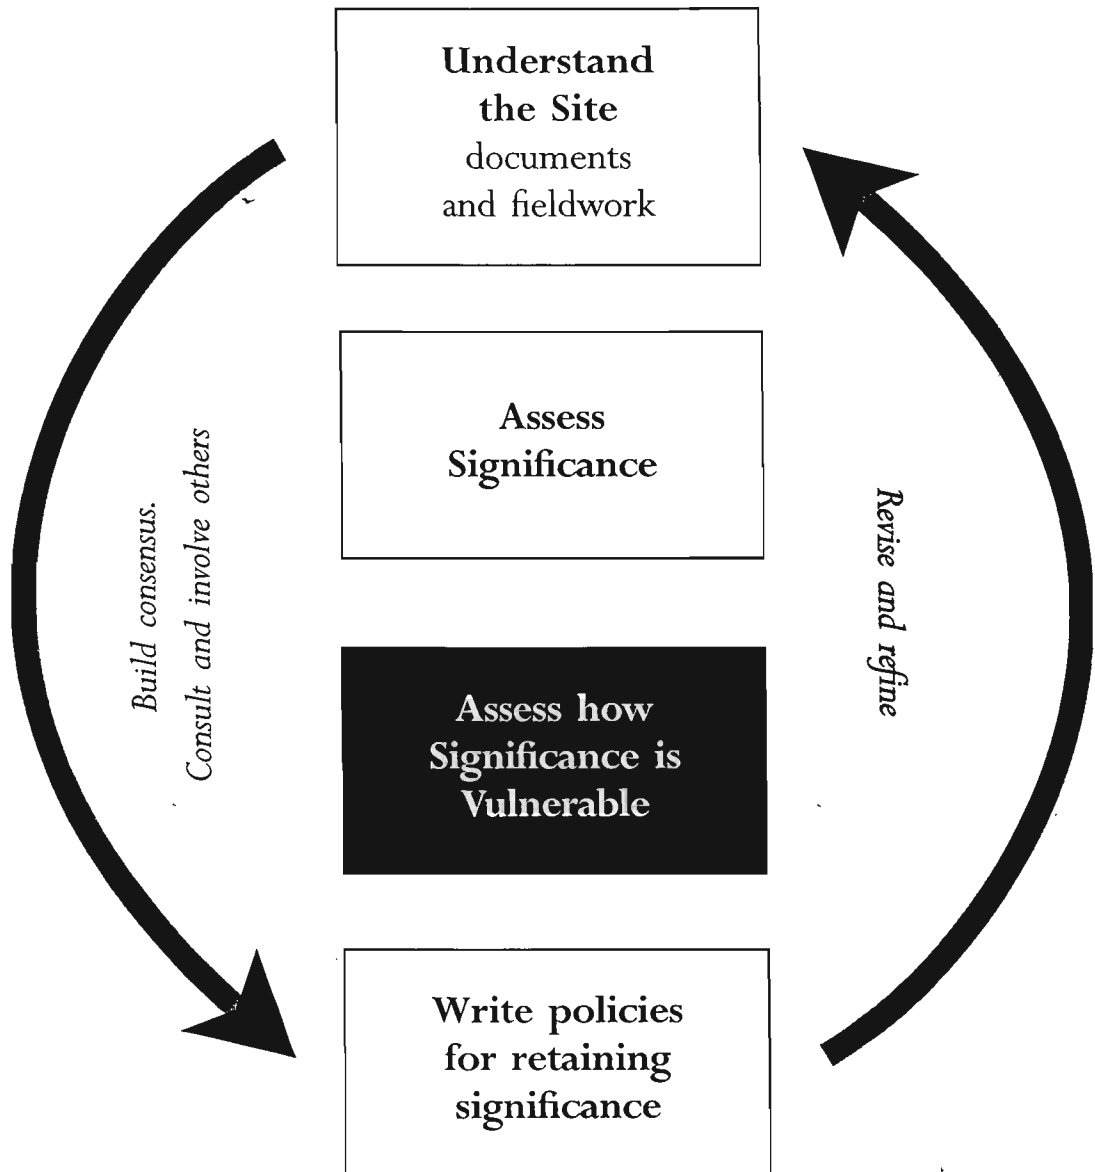 Understand
the Site
documents
and fieldwork
Assess
Significance
Build consensus.
Consult and involve others
Revise and refine
Assess how
Significance is
Vulnerable
Write policies
for retaining
significance